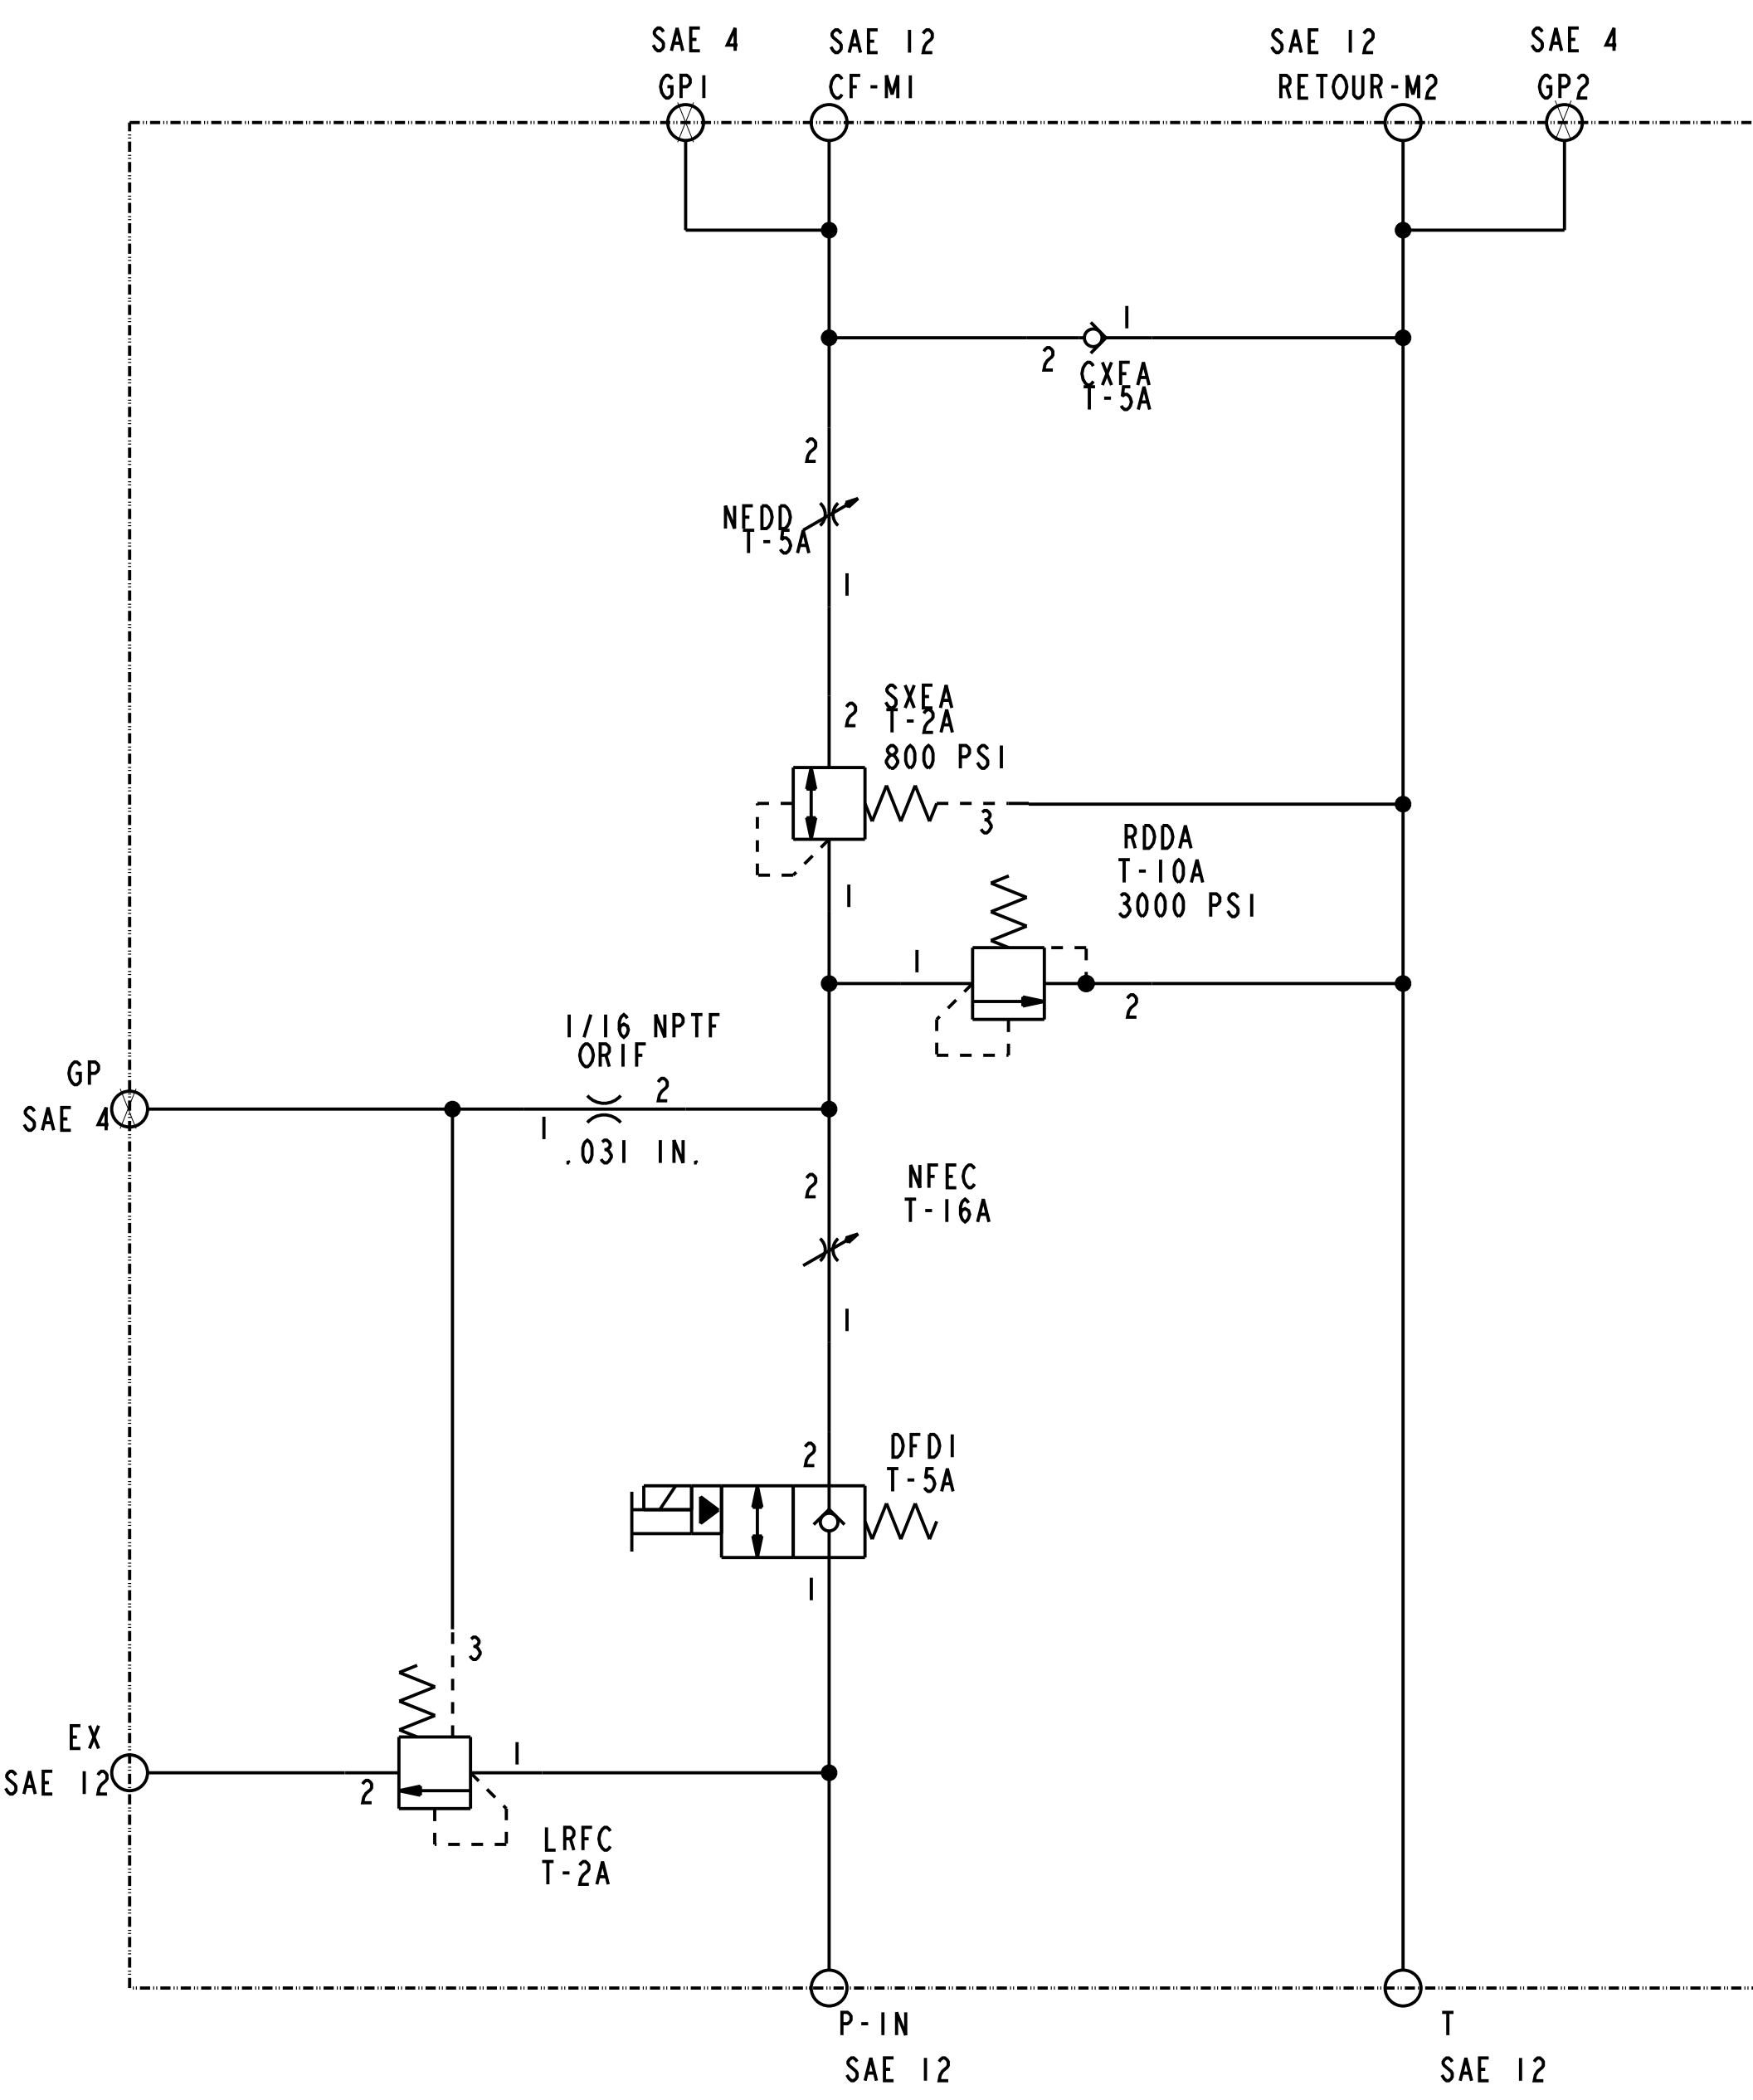 SAE 4
SAE 12
SAE 12
SAE 4
GP1
CF-M1
RETOUR-M2
GP2
1
2
CXFA
T-5A
2
NFDD
T-5A
1
SXEA
T-2A
800 PSI
2
3
RDDA
T-10A
3000 PSI
1
1
2
1/16 NPTF
ORIF
2
GP
SAE 4
1
.031 IN.
NFEC
T-16A
2
1
DFDI
T-5A
2
1
3
EX
SAE 12
1
2
LRFC
T-2A
P-IN
SAE 12
T
SAE 12